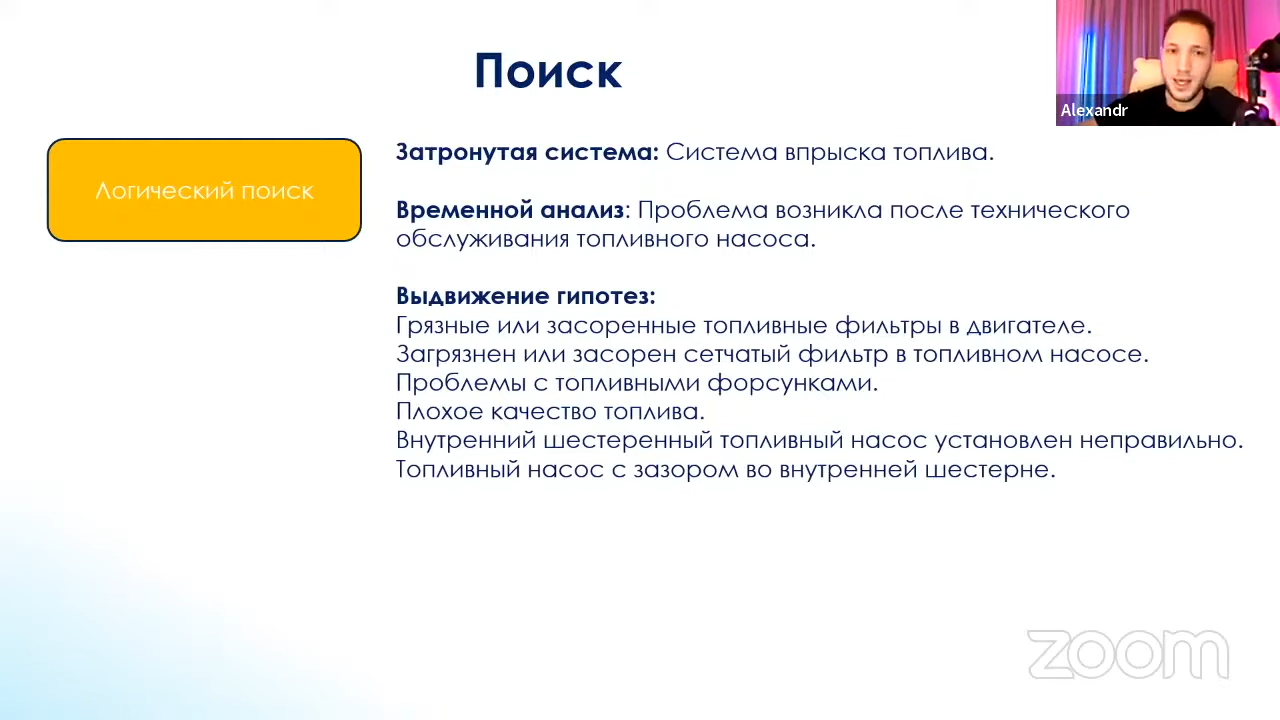 Поиск
Alexandr
Логический поиск
Затронутая система: Система впрыска топлива.
Временной анализ: Проблема возникла после технического
обслуживания топливного насоса.
Выдвижение гипотез:
Грязные или засоренные топливные фильтры в двигателе.
Загрязнен или засорен сетчатый фильтр в топливном насосе.
Проблемы с топливными форсунками.
Плохое качество топлива.
Внутренний шестеренный топливный насос установлен неправильно.
Топливный насос с зазором во внутренней шестерне.
zoom